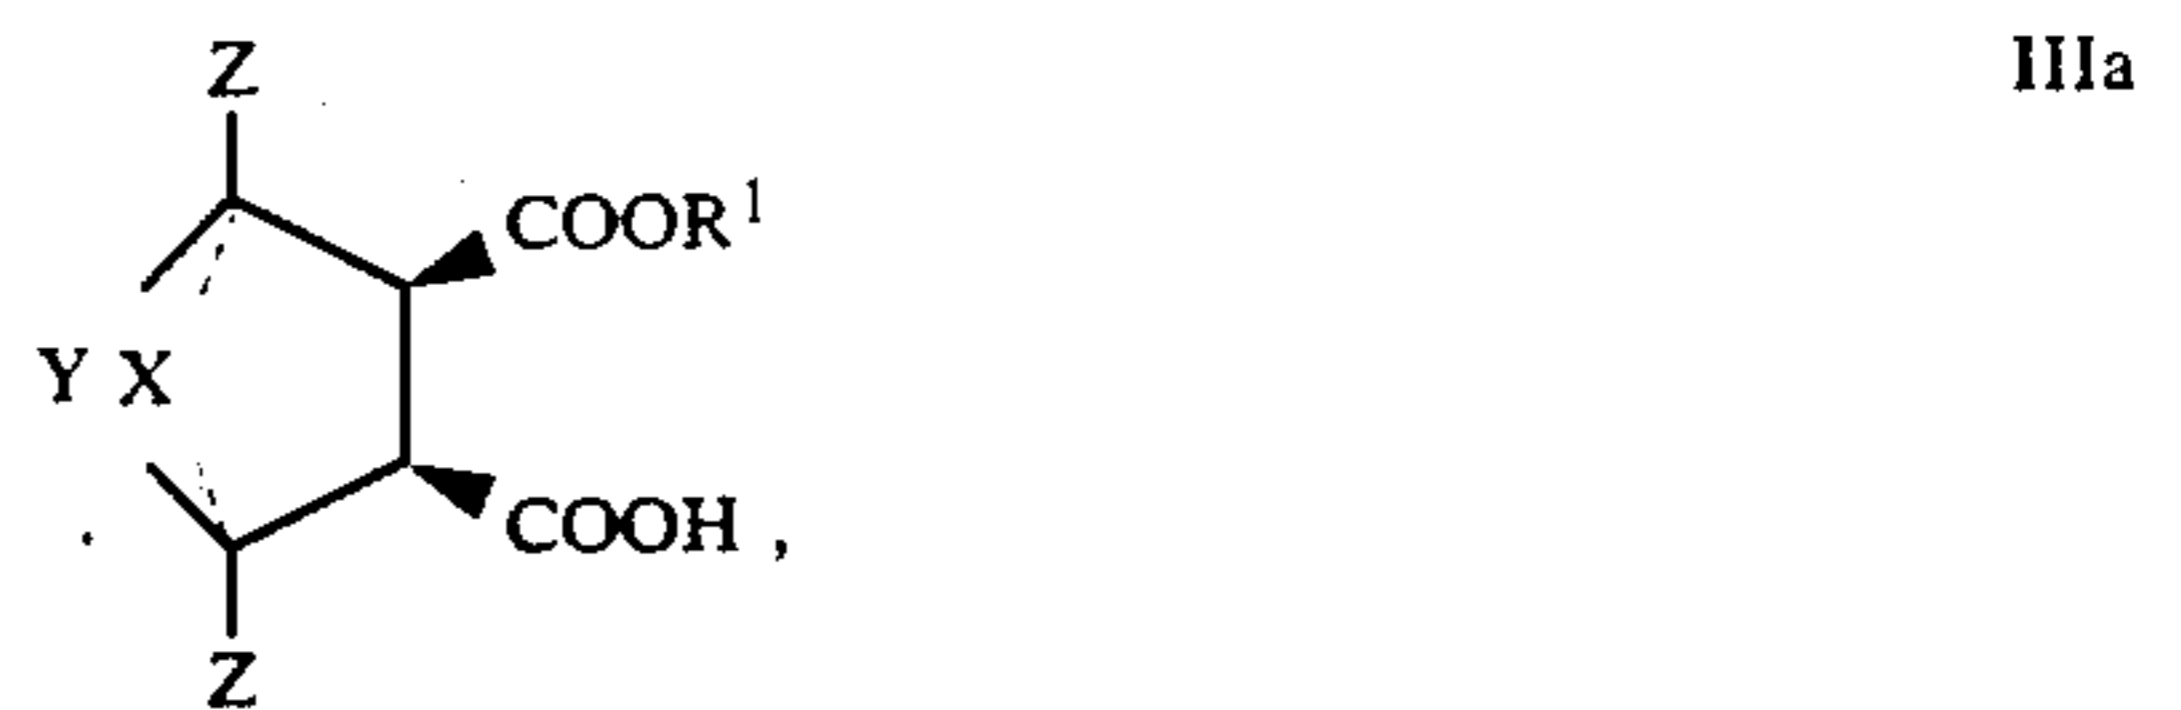 Z
IIIa
COOR¹
Y X
COOH ,
Z